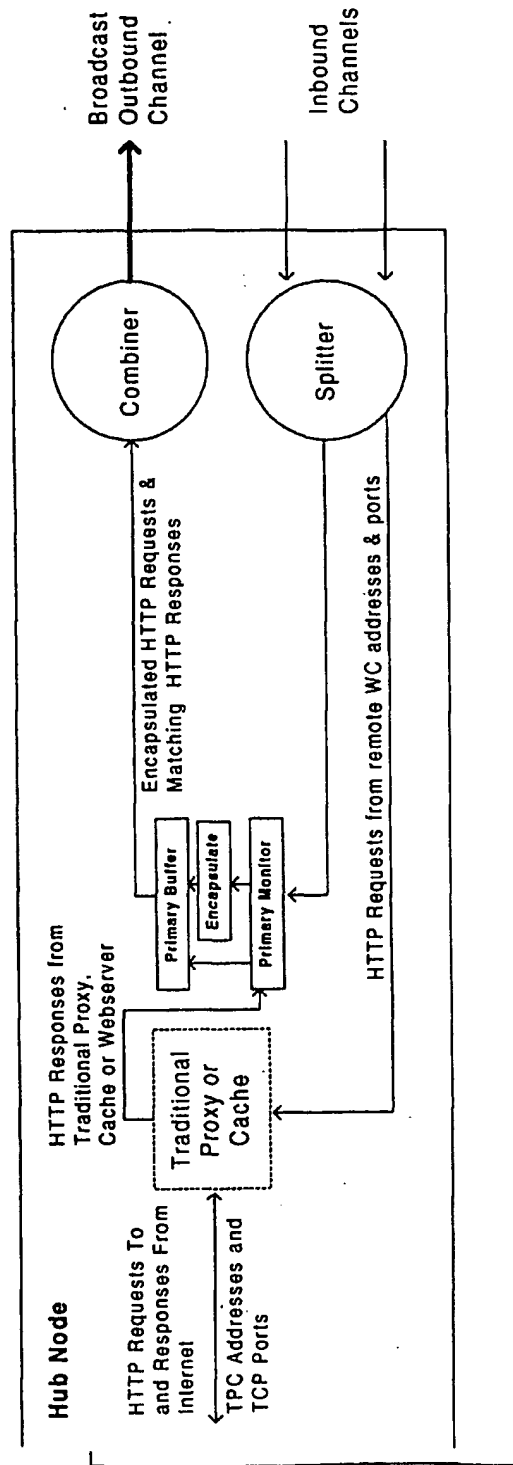 Hub Node
HTTP Requests To
and Responses From
Internet
TPC Addresses and
TCP Ports
HTTP Responses from
Traditional Proxy,
Cache or Webserver
Traditional
Proxy or
Cache
Primary Buffer
Encapsulate
Primary Monitor
Encapsulated HTTP Requests &
Matching HTTP Responses
HTTP Requests from remote WC addresses & ports
Combiner
Splitter
Broadcast
Outbound
Channel
Inbound
Channels